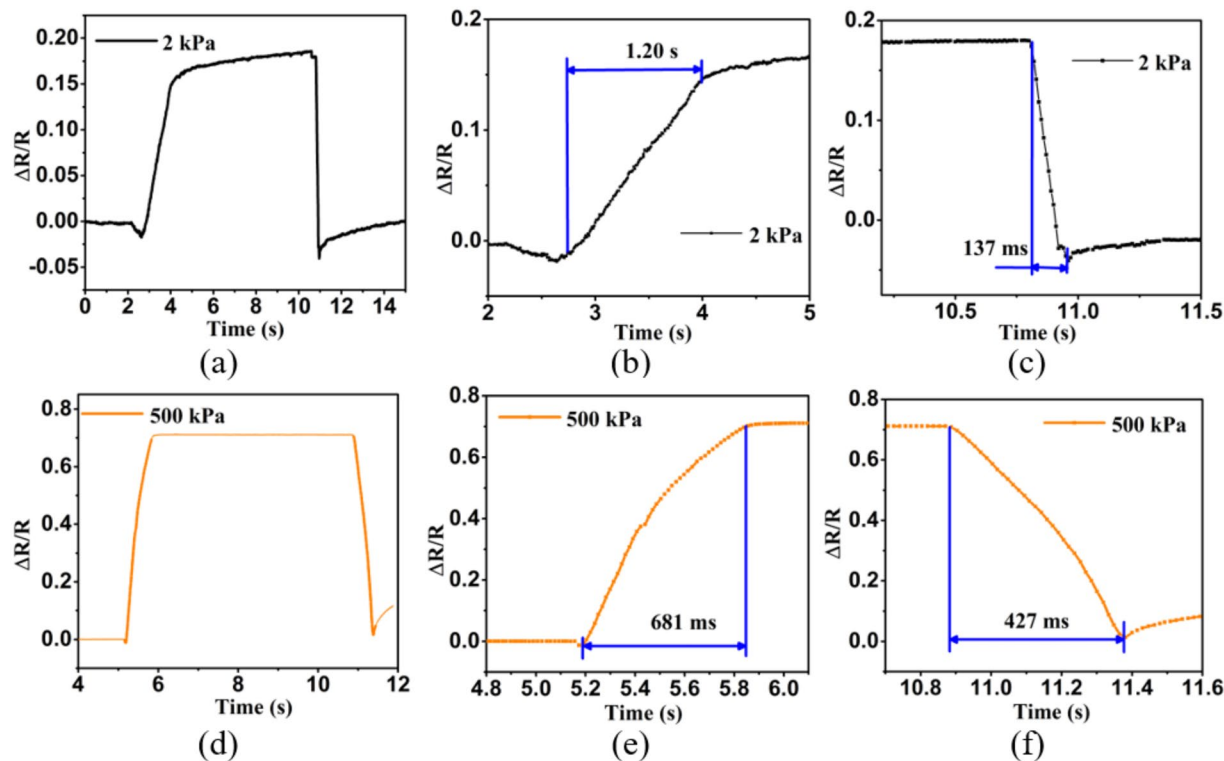 2 kPa
0.20
0.15
0.10
0.05
0.00
-0.05
ΔR/R
0 2 4 6 8 10 12 14
Time (s)
(a)
1.20 s
2 kPa
0.2
0.1
0.0
ΔR/R
2 3 4 5
Time (s)
(b)
2 kPa
137 ms
0.2
0.1
0.0
ΔR/R
10.5 11.0 11.5
Time (s)
(c)
500 kPa
0.8
0.6
0.4
0.2
0.0
ΔR/R
4 6 8 10 12
Time (s)
(d)
500 kPa
681 ms
0.8
0.6
0.4
0.2
0.0
ΔR/R
4.8 5.0 5.2 5.4 5.6 5.8 6.0
Time (s)
(e)
500 kPa
427 ms
0.8
0.6
0.4
0.2
0.0
ΔR/R
10.8 11.0 11.2 11.4 11.6
Time (s)
(f)